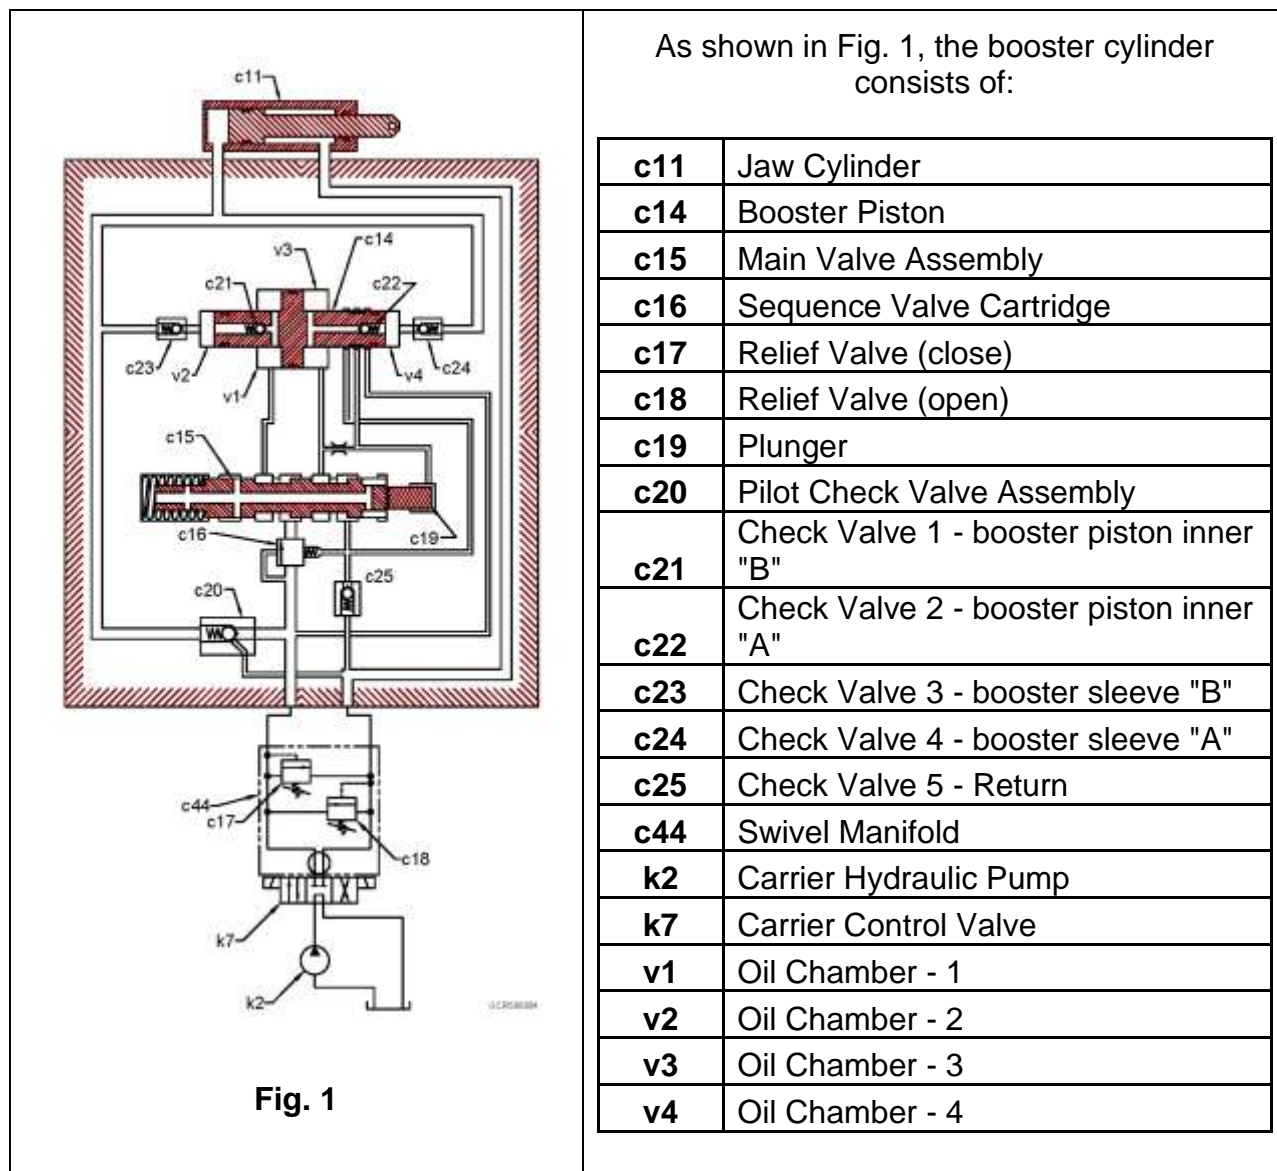 c11
v3
c14
c21
c22
c23
v2
v1
v4
c24
c15
c16
c19
c25
c20
c44
c17
c18
k7
k2
Fig. 1
As shown in Fig. 1, the booster cylinder
consists of:
c11 Jaw Cylinder
c14 Booster Piston
c15 Main Valve Assembly
c16 Sequence Valve Cartridge
c17 Relief Valve (close)
c18 Relief Valve (open)
c19 Plunger
c20 Pilot Check Valve Assembly
Check Valve 1 - booster piston inner
c21 "B"
Check Valve 2 - booster piston inner
c22 "A"
c23 Check Valve 3 - booster sleeve "B"
c24 Check Valve 4 - booster sleeve "A"
c25 Check Valve 5 - Return
c44 Swivel Manifold
k2 Carrier Hydraulic Pump
k7 Carrier Control Valve
v1 Oil Chamber - 1
v2 Oil Chamber - 2
v3 Oil Chamber - 3
v4 Oil Chamber - 4